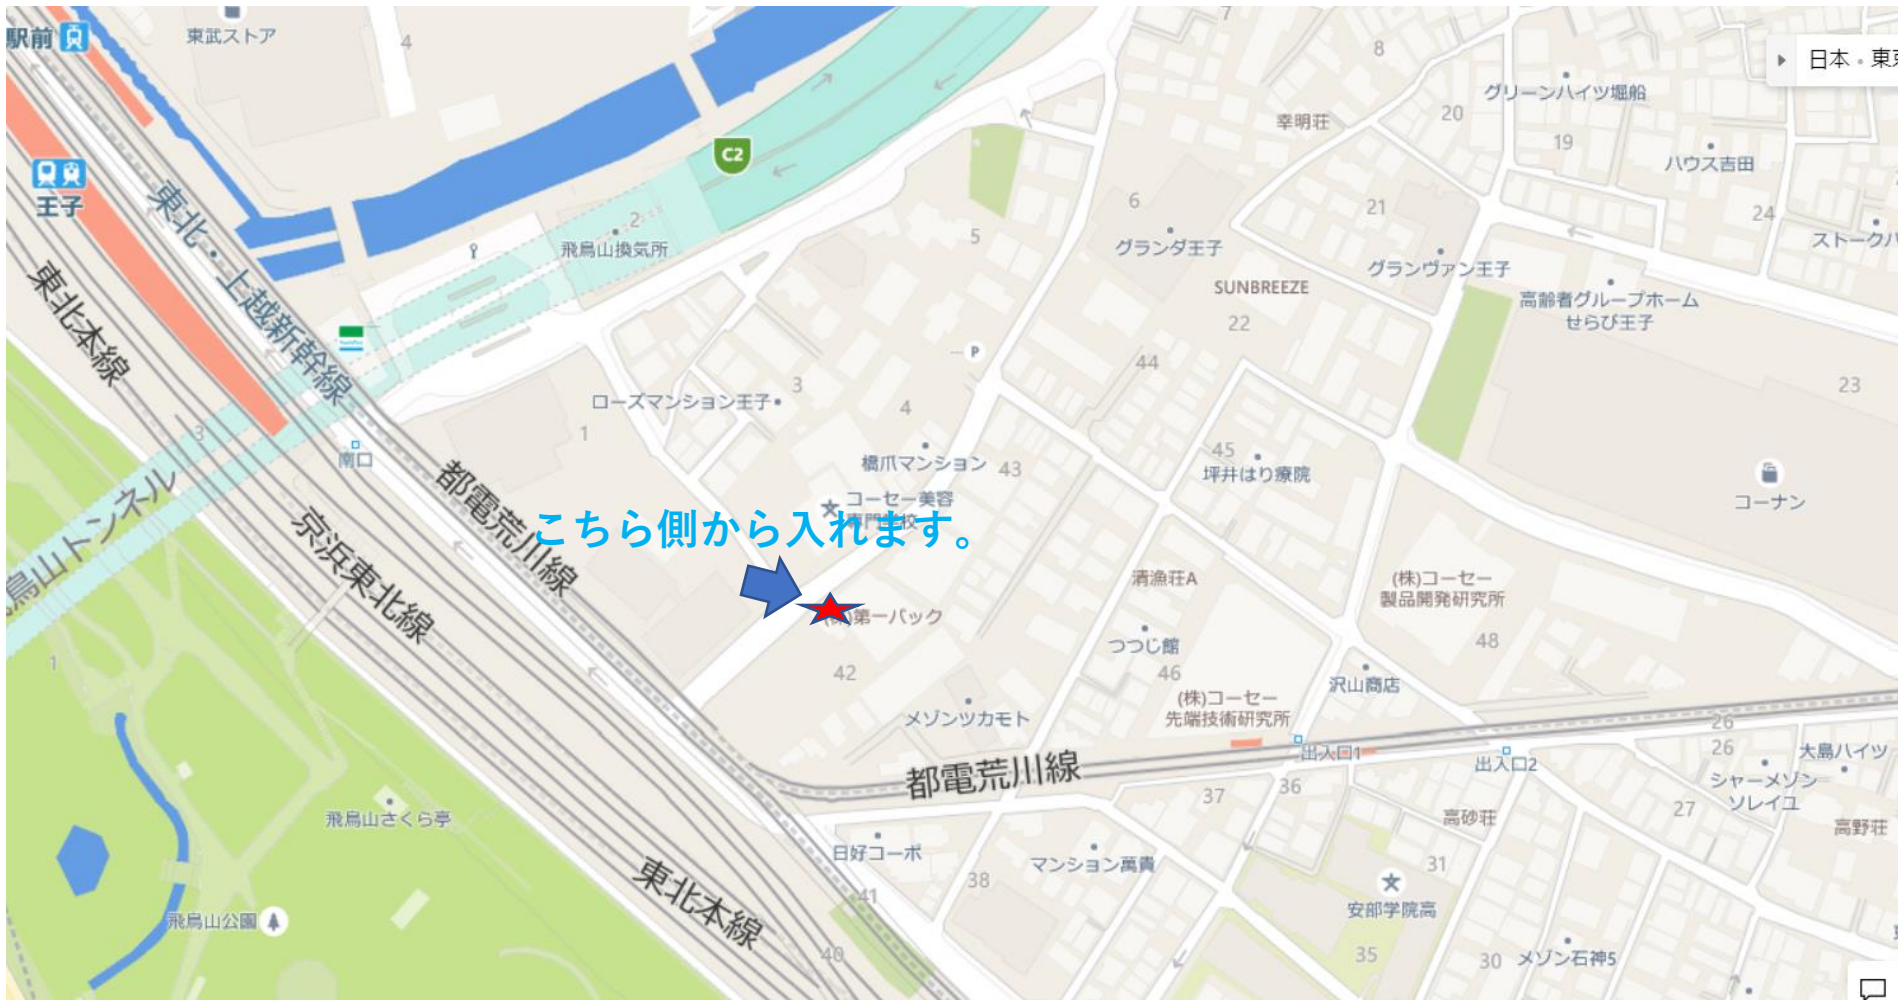 駅前
東武ストア
4
7
8
日本 • 東京
グリーンハイツ堀船
幸明荘
20
19
C2
5
ハウス吉田
王子
東北・上越新幹線
2
飛鳥山換気所
5
6
グランダ王子
21
グランヴァン王子
24
ストークハ
SUNBREEZE
22
高齢者グループホーム
せらび王子
東北本線
P
44
23
ローズマンション王子
3
4
1
3
南口
橋爪マンション
43
45
坪井はり療院
コーナン
都電荒川線
コーセー美容
専門学校
こちら側から入れます。
鳥山トンネル
京浜東北線
清漁荘A
(株)コーセー
製品開発研究所
(株)第一パック
つつじ館
48
1
42
46
沢山商店
メゾンツカモト
(株)コーセー
先端技術研究所
26
都電荒川線
出入口1
出入口2
26
大島ハイツ
シャーメゾン
ソレイユ
飛鳥山さくら亭
37
36
高砂荘
27
高野荘
日好コーポ
マンション萬貴
31
38
東北本線
41
安部学院高
飛鳥山公園
40
35
30
メゾン石神5